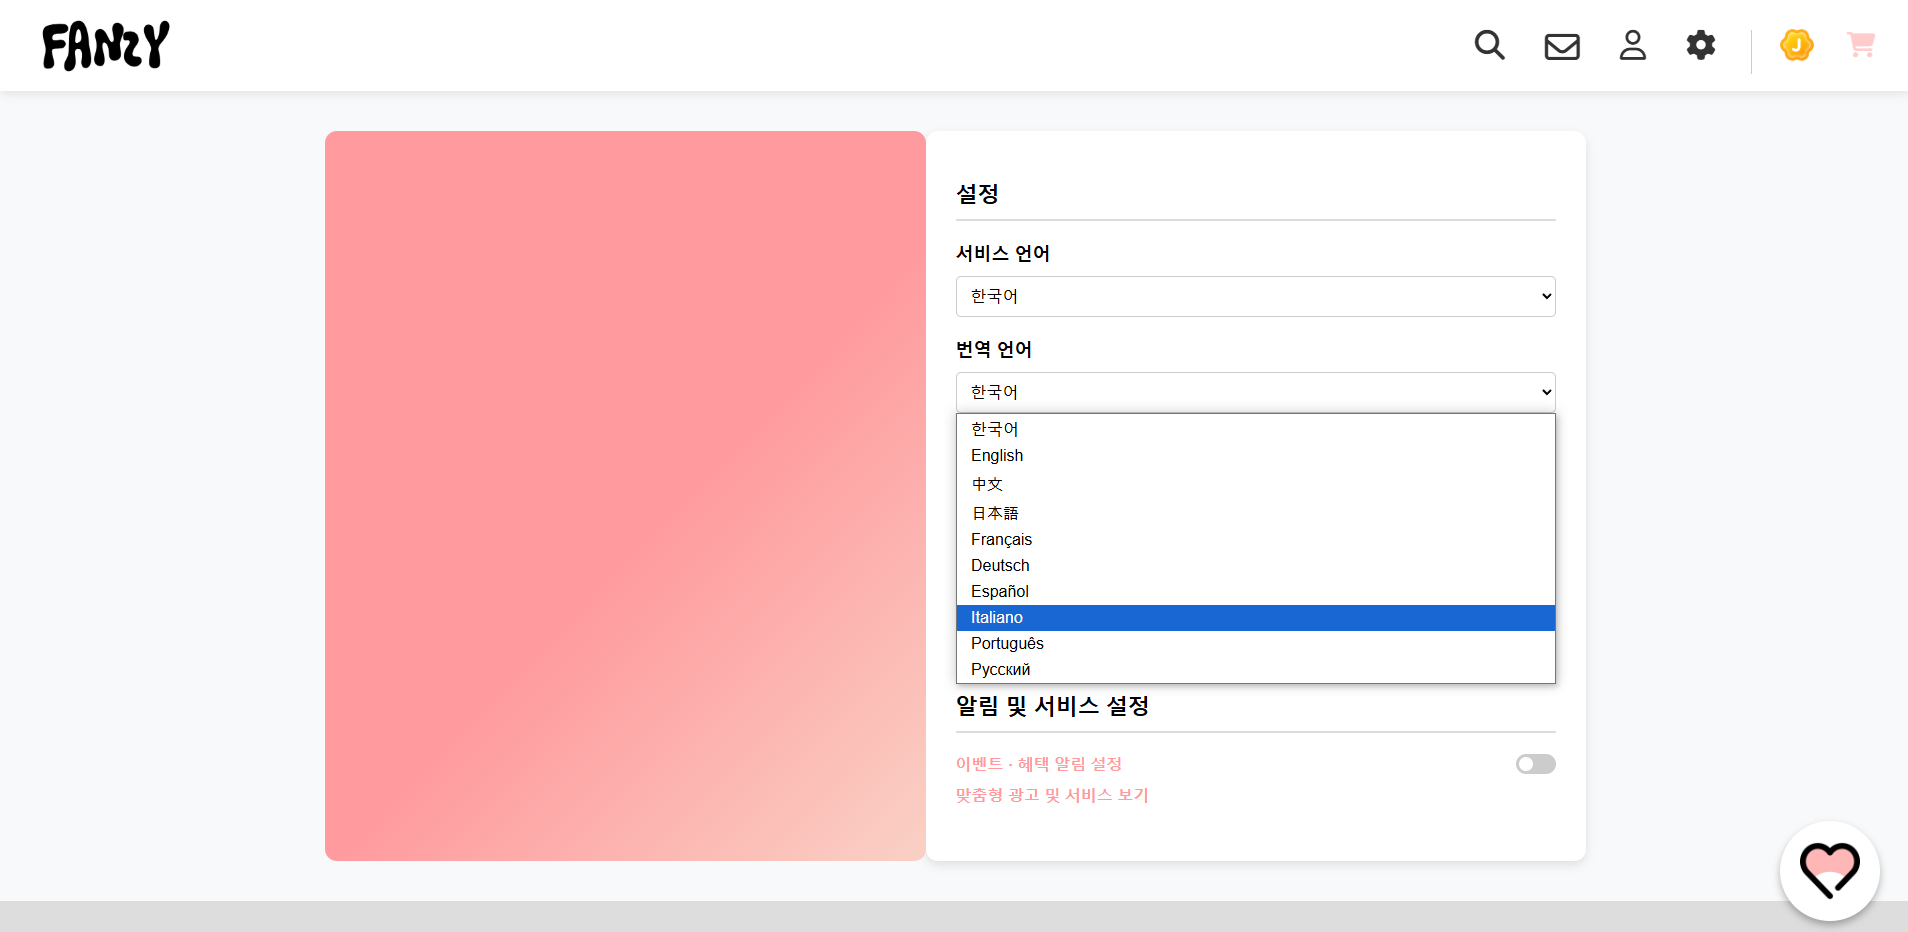 FANZY
J
설정
서비스 언어
한국어
번역 언어
한국어
한국어
English
中文
日本語
Français
Deutsch
Español
Italiano
Português
Русский
알림 및 서비스 설정
이벤트 · 혜택 알림 설정
맞춤형 광고 및 서비스 보기